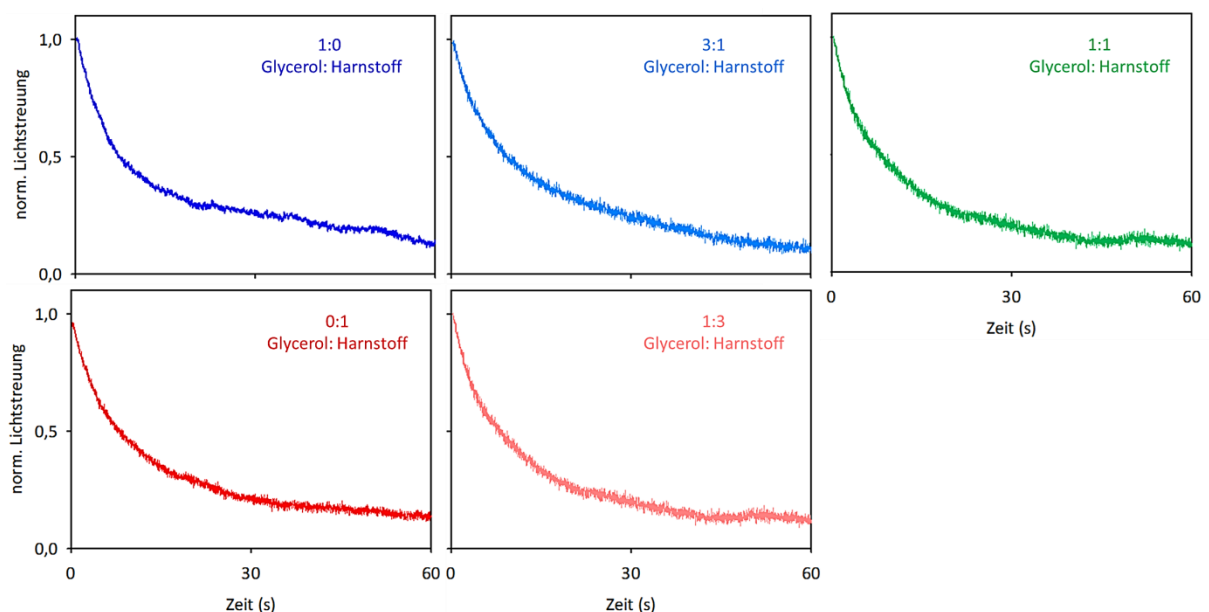 norm. Lichtstreuung
1,0
0,5
0,0
1:0
Glycerol: Harnstoff
3:1
Glycerol: Harnstoff
1:1
Glycerol: Harnstoff
0
30
60
Zeit (s)
norm. Lichtstreuung
1,0
0,5
0,0
0:1
Glycerol: Harnstoff
0
30
60
Zeit (s)
1:3
Glycerol: Harnstoff
0
30
60
Zeit (s)